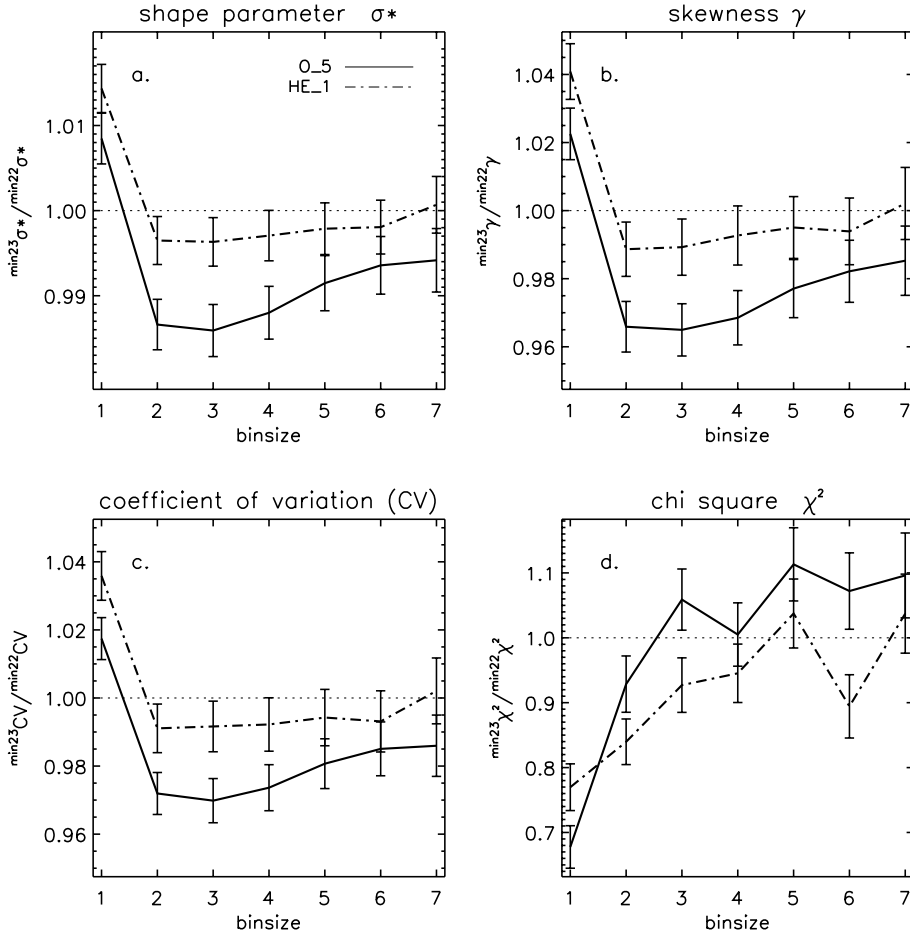 shape parameter σ*
a.
O_5
HE_1
1.01
1.00
0.99
min23σ*/min22σ*
1 2 3 4 5 6 7
binsize
skewness γ
b.
1.04
1.02
1.00
0.98
0.96
min23γ/min22γ
1 2 3 4 5 6 7
binsize
coefficient of variation (CV)
c.
1.04
1.02
1.00
0.98
0.96
min23CV/min22CV
1 2 3 4 5 6 7
binsize
chi square χ²
d.
1.1
1.0
0.9
0.8
0.7
min23χ²/min22χ²
1 2 3 4 5 6 7
binsize